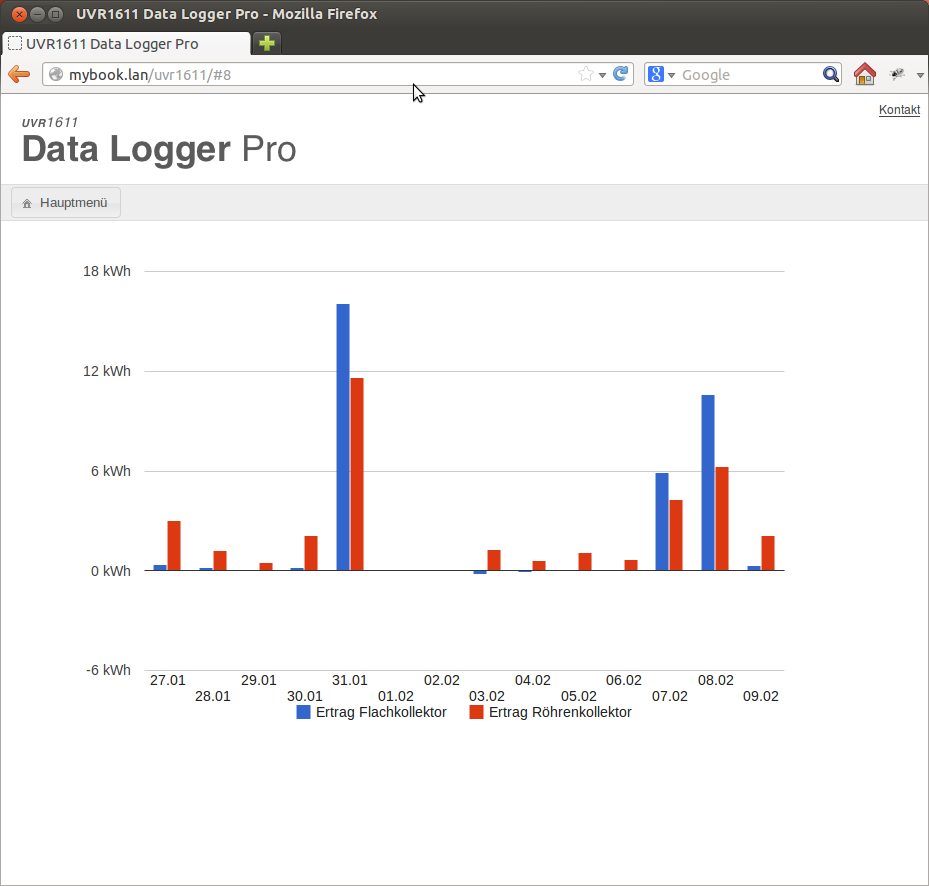 UVR1611 Data Logger Pro - Mozilla Firefox
UVR1611 Data Logger Pro
mybook.lan/uvr1611/#8
Google
Kontakt
UVR1611
Data Logger Pro
Hauptmenü
18 kWh
12 kWh
6 kWh
0 kWh
-6 kWh
27.01 29.01 31.01 02.02 04.02 06.02 08.02
28.01 30.01 01.02 03.02 05.02 07.02 09.02
Ertrag Flachkollektor Ertrag Röhrenkollektor